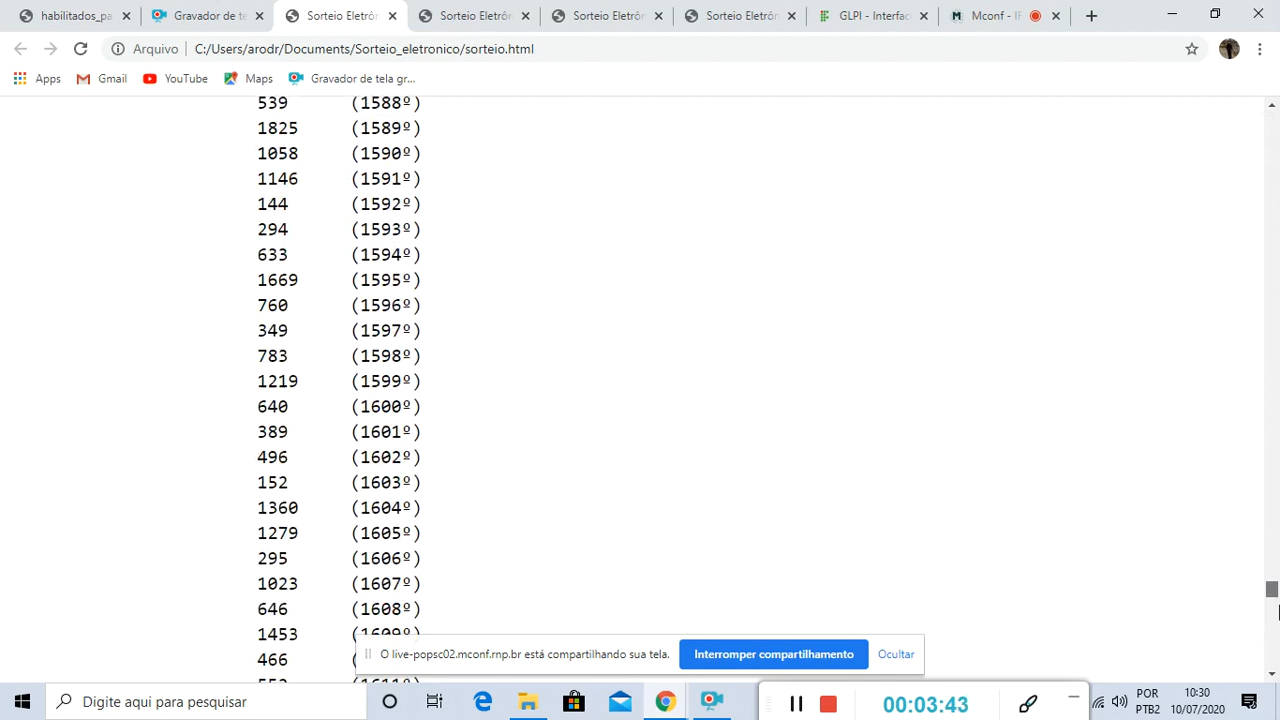 habilitados_pa
Gravador de te
Sorteio Eletrôn
Sorteio Eletrôn
Sorteio Eletrôn
Sorteio Eletrôn
GLPI - Interfac
Mconf - IF
Arquivo
C:/Users/arodr/Documents/Sorteio_eletronico/sorteio.html
Apps
Gmail
YouTube
Maps
Gravador de tela gr...
539 (1588º)
1825 (1589º)
1058 (1590º)
1146 (1591º)
144 (1592º)
294 (1593º)
633 (1594º)
1669 (1595º)
760 (1596º)
349 (1597º)
783 (1598º)
1219 (1599º)
640 (1600º)
389 (1601º)
496 (1602º)
152 (1603º)
1360 (1604º)
1279 (1605º)
295 (1606º)
1023 (1607º)
646 (1608º)
1453 (1609º)
466
O live-popsc02.mconf.rnp.br está compartilhando sua tela.
Interromper compartilhamento
Ocultar
Digite aqui para pesquisar
00:03:43
POR
PTB2
10:30
10/07/2020